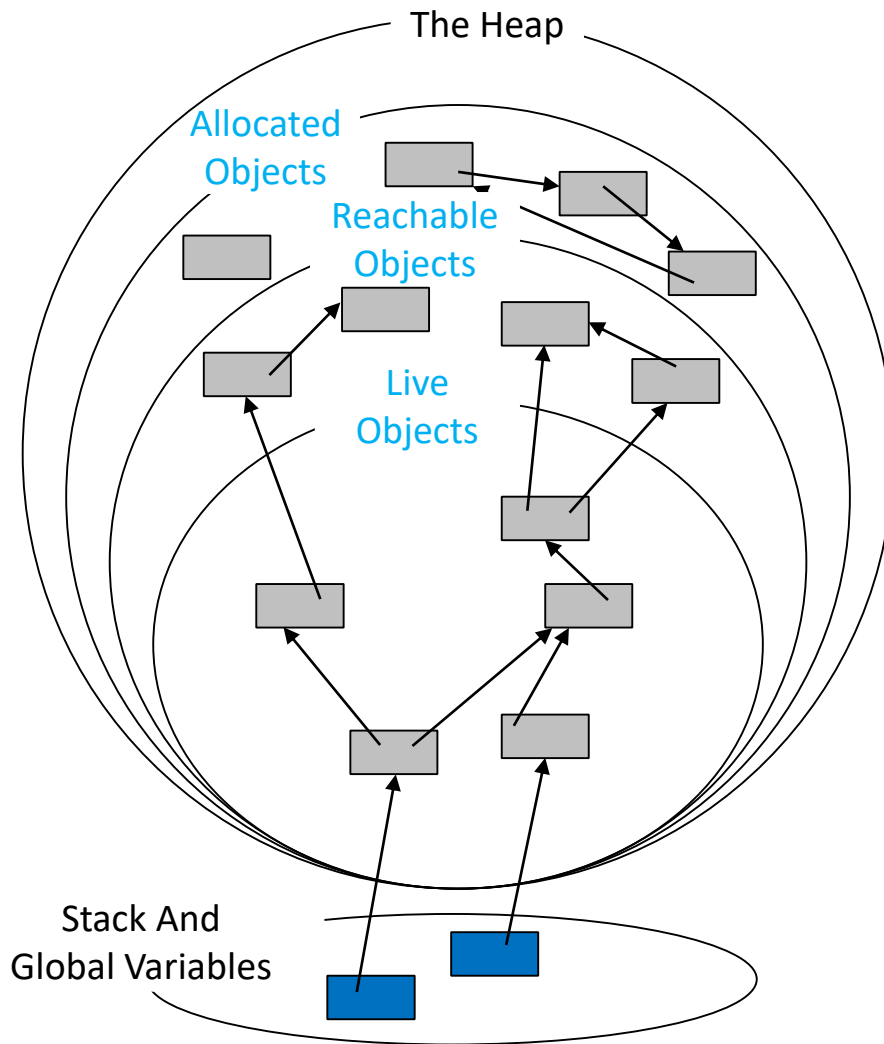 The Heap
Allocated
Objects
Reachable
Objects
Live
Objects
Stack And
Global Variables